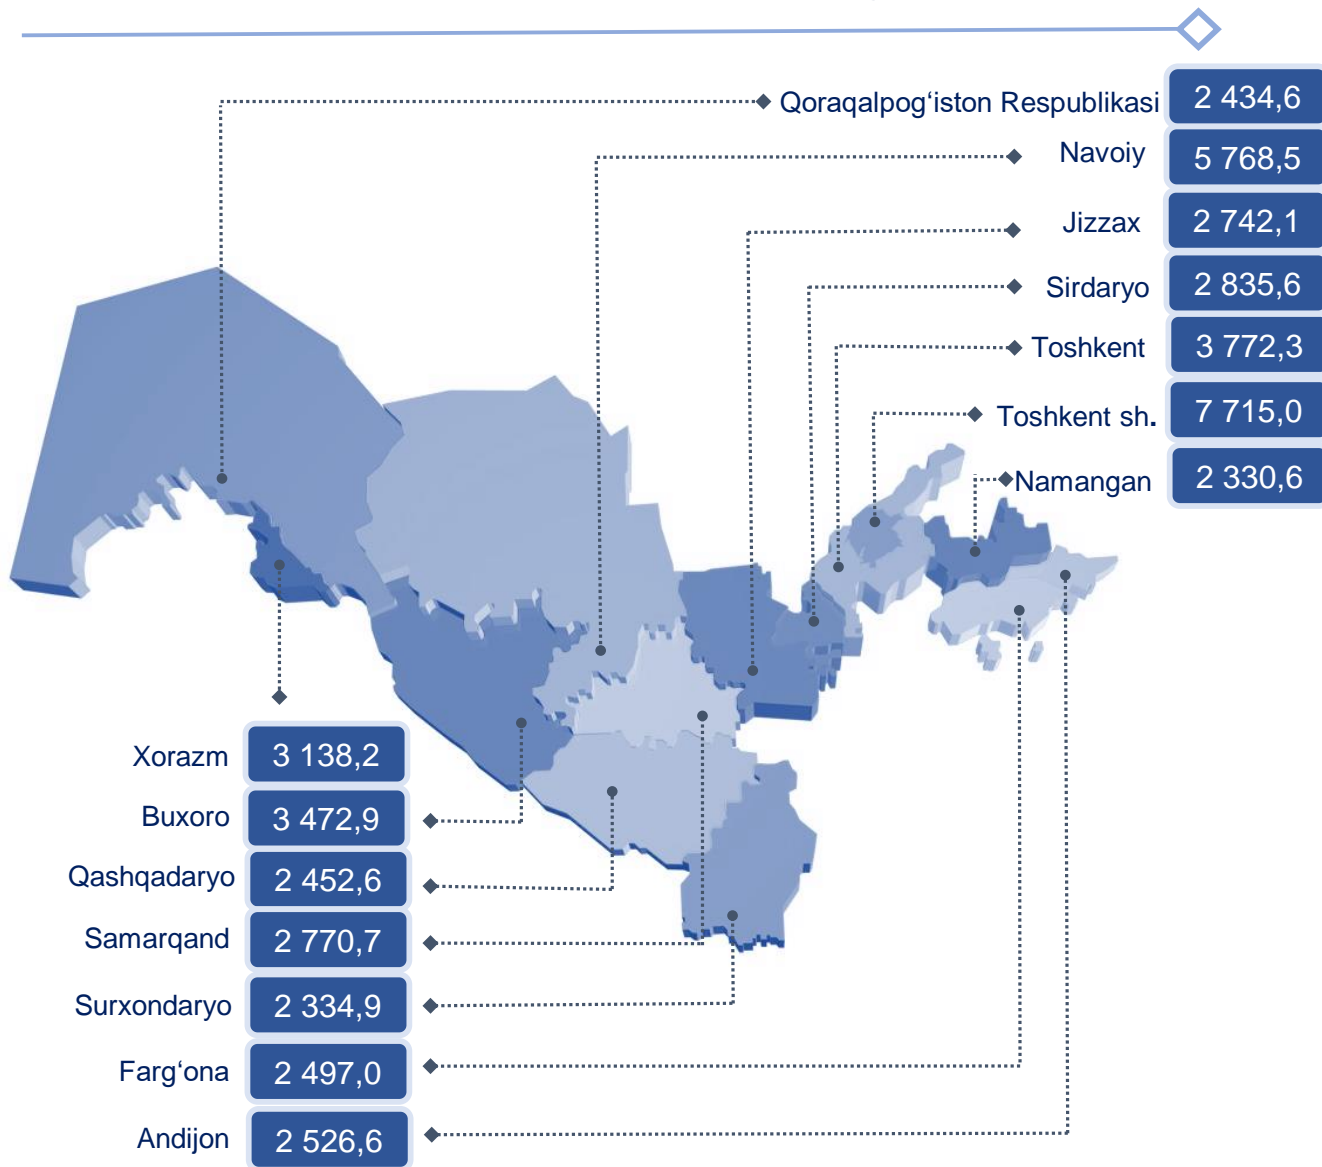 Qoraqalpog‘iston Respublikasi 2 434,6
Navoiy 5 768,5
Jizzax 2 742,1
Sirdaryo 2 835,6
Toshkent 3 772,3
Toshkent sh. 7 715,0
Namangan 2 330,6
Xorazm 3 138,2
Buxoro 3 472,9
Qashqadaryo 2 452,6
Samarqand 2 770,7
Surxondaryo 2 334,9
Farg‘ona 2 497,0
Andijon 2 526,6